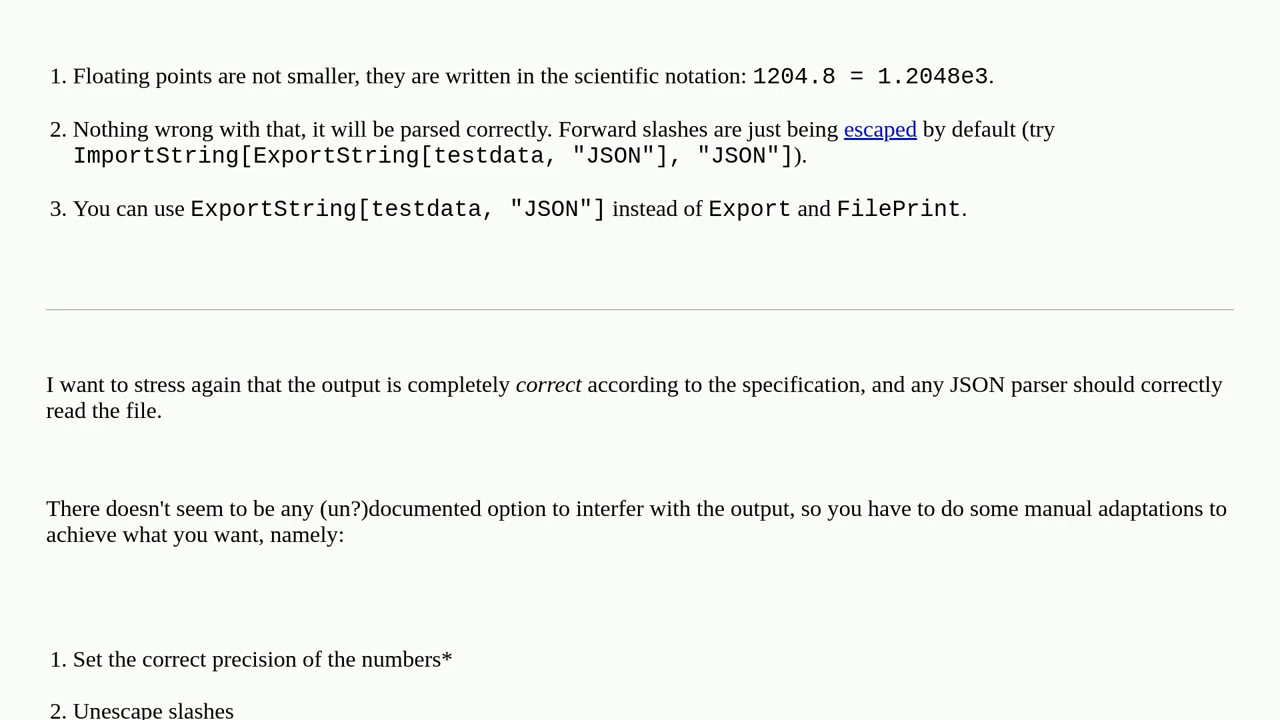 1. Floating points are not smaller, they are written in the scientific notation: 1204.8 = 1.2048e3.
2. Nothing wrong with that, it will be parsed correctly. Forward slashes are just being escaped by default (try
ImportString[ExportString[testdata, "JSON"], "JSON"]).
3. You can use ExportString[testdata, "JSON"] instead of Export and FilePrint.
I want to stress again that the output is completely correct according to the specification, and any JSON parser should correctly
read the file.
There doesn't seem to be any (un?)documented option to interfer with the output, so you have to do some manual adaptations to
achieve what you want, namely:
1. Set the correct precision of the numbers*
2. Unescape slashes